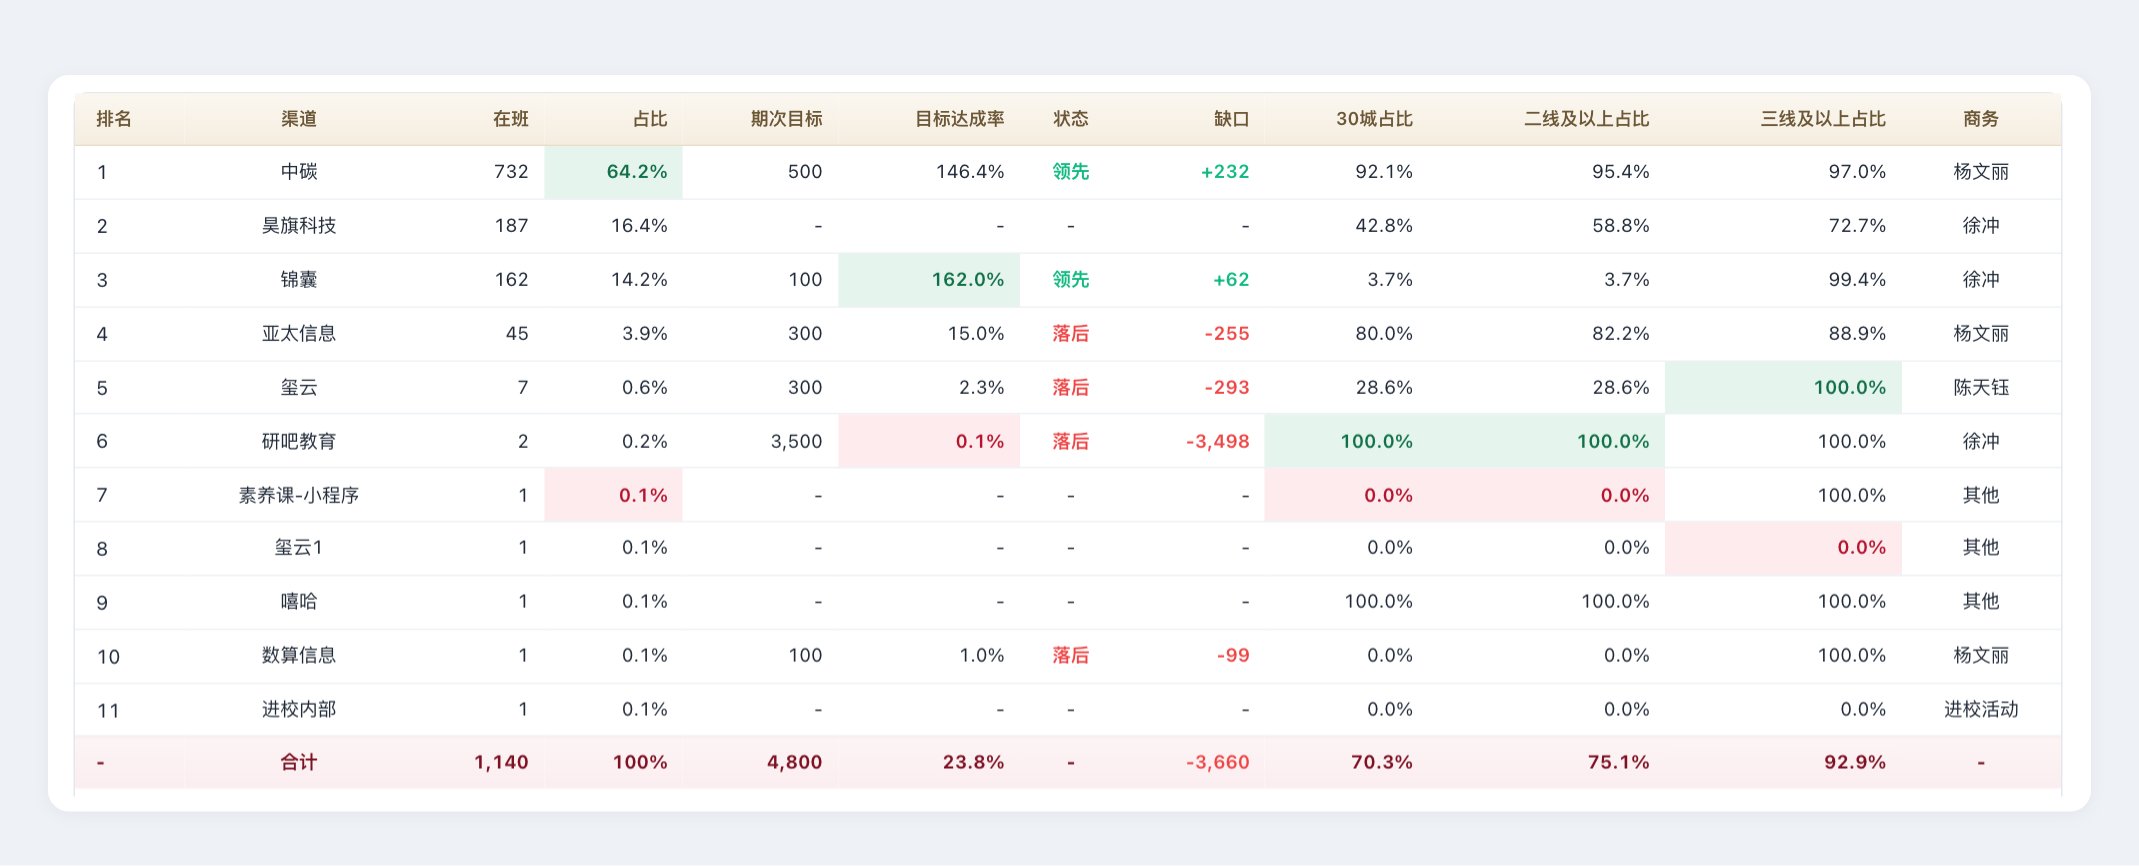 排名 渠道 在班 占比 期次目标 目标达成率 状态 缺口 30城占比 二线及以上占比 三线及以上占比 商务
1 中碳 732 64.2% 500 146.4% 领先 +232 92.1% 95.4% 97.0% 杨文丽
2 昊旗科技 187 16.4% - - - - 42.8% 58.8% 72.7% 徐冲
3 锦囊 162 14.2% 100 162.0% 领先 +62 3.7% 3.7% 99.4% 徐冲
4 亚太信息 45 3.9% 300 15.0% 落后 -255 80.0% 82.2% 88.9% 杨文丽
5 玺云 7 0.6% 300 2.3% 落后 -293 28.6% 28.6% 100.0% 陈天钰
6 研吧教育 2 0.2% 3,500 0.1% 落后 -3,498 100.0% 100.0% 100.0% 徐冲
7 素养课-小程序 1 0.1% - - - - 0.0% 0.0% 100.0% 其他
8 玺云1 1 0.1% - - - - 0.0% 0.0% 0.0% 其他
9 嘻哈 1 0.1% - - - - 100.0% 100.0% 100.0% 其他
10 数算信息 1 0.1% 100 1.0% 落后 -99 0.0% 0.0% 100.0% 杨文丽
11 进校内部 1 0.1% - - - - 0.0% 0.0% 0.0% 进校活动
- 合计 1,140 100% 4,800 23.8% - -3,660 70.3% 75.1% 92.9% -